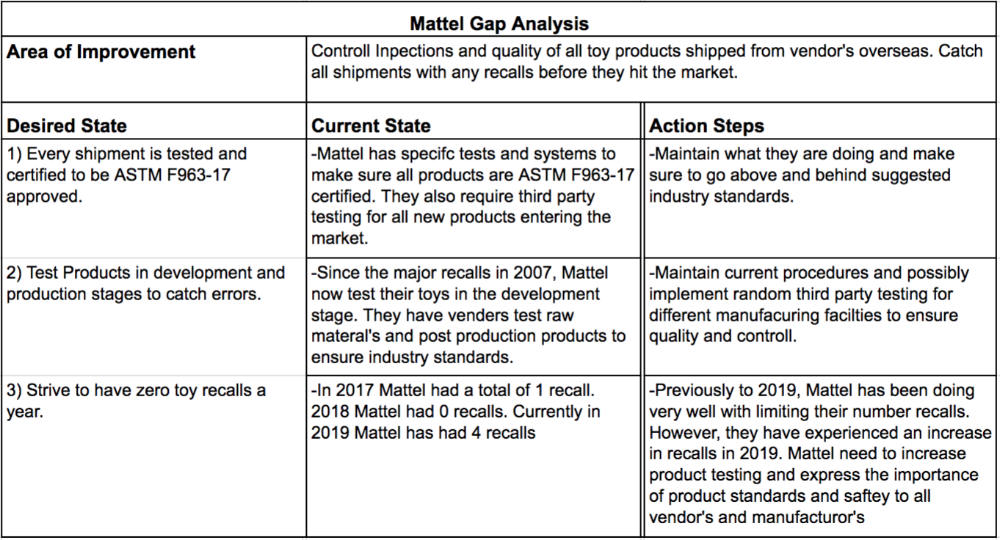 Mattel Gap Analysis
Area of Improvement
Controll Inpections and quality of all toy products shipped from vendor's overseas. Catch
all shipments with any recalls before they hit the market.
Desired State
Current State
Action Steps
1) Every shipment is tested and
certified to be ASTM F963-17
approved.
-Mattel has specifc tests and systems to
make sure all products are ASTM F963-17
certified. They also require third party
testing for all new products entering the
market.
-Maintain what they are doing and make
sure to go above and behind suggested
industry standards.
2) Test Products in development and
production stages to catch errors.
-Since the major recalls in 2007, Mattel
now test their toys in the development
stage. They have venders test raw
materal's and post production products to
ensure industry standards.
-Maintain current procedures and possibly
implement random third party testing for
different manufacuring facilties to ensure
quality and controll.
3) Strive to have zero toy recalls a
year.
-In 2017 Mattel had a total of 1 recall.
2018 Mattel had 0 recalls. Currently in
2019 Mattel has had 4 recalls
-Previously to 2019, Mattel has been doing
very well with limiting their number recalls.
However, they have experienced an increase
in recalls in 2019. Mattel need to increase
product testing and express the importance
of product standards and saftey to all
vendor's and manufacturor's